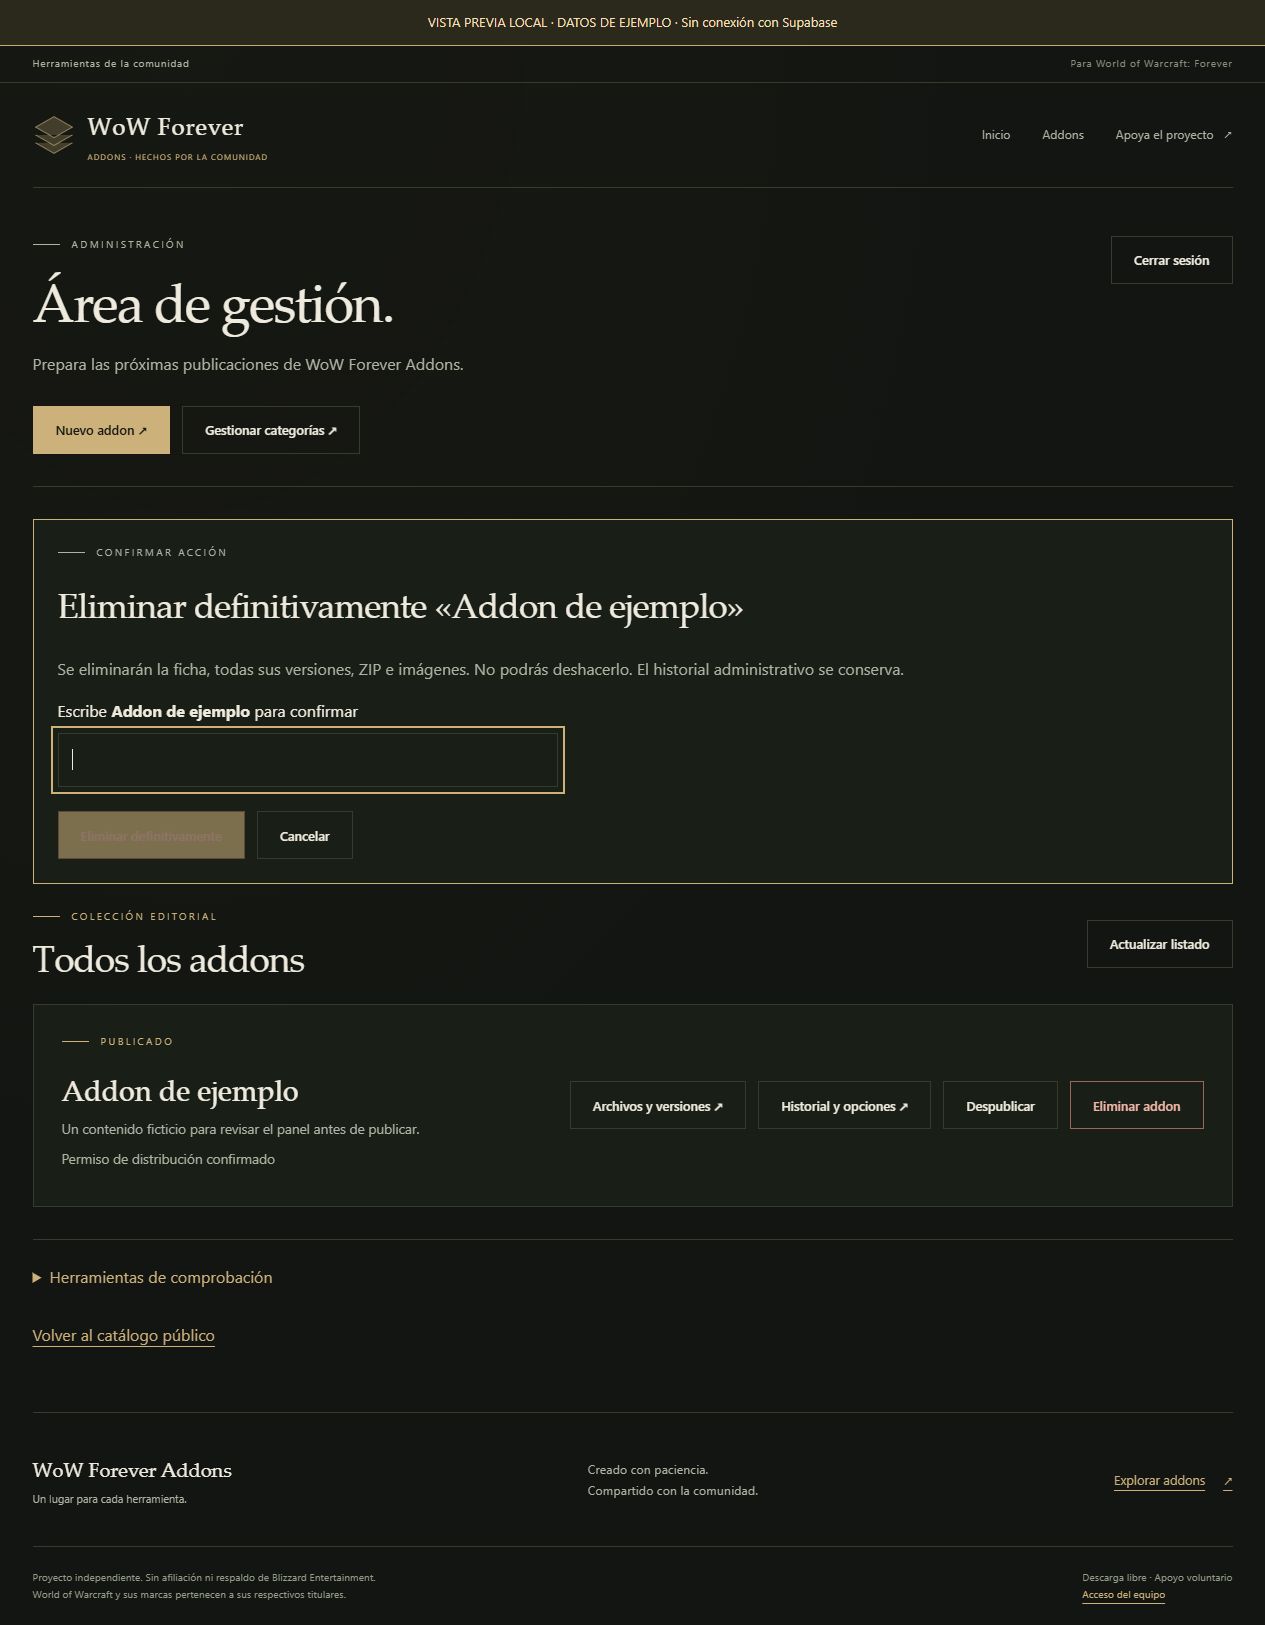 VISTA PREVIA LOCAL · DATOS DE EJEMPLO · Sin conexión con Supabase
Herramientas de la comunidad
Para World of Warcraft: Forever
WoW Forever
ADDONS · HECHOS POR LA COMUNIDAD
Inicio
Addons
Apoya el proyecto ↗
ADMINISTRACIÓN
Cerrar sesión
Área de gestión.
Prepara las próximas publicaciones de WoW Forever Addons.
Nuevo addon ↗
Gestionar categorías ↗
CONFIRMAR ACCIÓN
Eliminar definitivamente «Addon de ejemplo»
Se eliminarán la ficha, todas sus versiones, ZIP e imágenes. No podrás deshacerlo. El historial administrativo se conserva.
Escribe Addon de ejemplo para confirmar
Eliminar definitivamente
Cancelar
COLECCIÓN EDITORIAL
Todos los addons
Actualizar listado
PUBLICADO
Addon de ejemplo
Un contenido ficticio para revisar el panel antes de publicar.
Permiso de distribución confirmado
Archivos y versiones ↗
Historial y opciones ↗
Despublicar
Eliminar addon
Herramientas de comprobación
Volver al catálogo público
WoW Forever Addons
Un lugar para cada herramienta.
Creado con paciencia.
Compartido con la comunidad.
Explorar addons ↗
Proyecto independiente. Sin afiliación ni respaldo de Blizzard Entertainment.
World of Warcraft y sus marcas pertenecen a sus respectivos titulares.
Descarga libre · Apoyo voluntario
Acceso del equipo